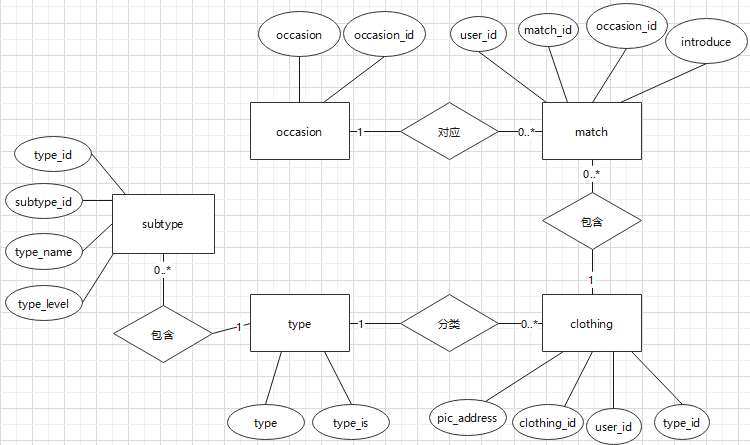 occasion
occasion_id
user_id
match_id
occasion_id
introduce
occasion
1
对应
0..*
match
type_id
subtype_id
type_name
type_level
subtype
0..*
包含
1
0..*
包含
1
type
1
分类
0..*
clothing
type
type_is
pic_address
clothing_id
user_id
type_id